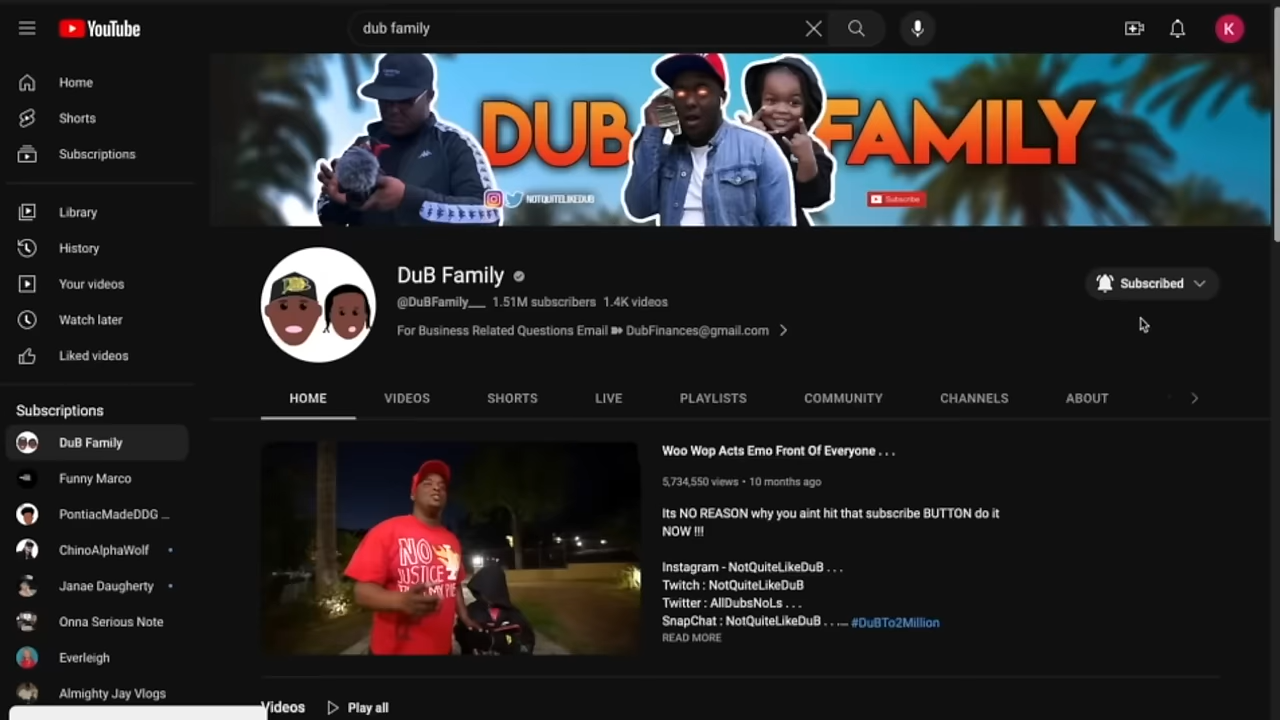 YouTube
dub family
K
Home
Shorts
Subscriptions
Library
History
Your videos
Watch later
Liked videos
Subscriptions
DuB Family
Funny Marco
PontiacMadeDDG ...
ChinoAlphaWolf
Janae Daugherty
Onna Serious Note
Everleigh
Almighty Jay Vlogs
DUB FAMILY
NOTQUITELIKEDUB
Subscribe
DuB Family
@DuBFamily___ 1.51M subscribers 1.4K videos
For Business Related Questions Email DubFinances@gmail.com
Subscribed
HOME VIDEOS SHORTS LIVE PLAYLISTS COMMUNITY CHANNELS ABOUT
NO
JUSTICE
Woo Wop Acts Emo Front Of Everyone . . .
5,734,550 views • 10 months ago
Its NO REASON why you aint hit that subscribe BUTTON do it
NOW !!!
Instagram - NotQuiteLikeDuB . . .
Twitch : NotQuiteLikeDuB
Twitter : AllDubsNoLs . . .
SnapChat : NotQuiteLikeDuB . . .... #DuBTo2Million
READ MORE
Videos Play all